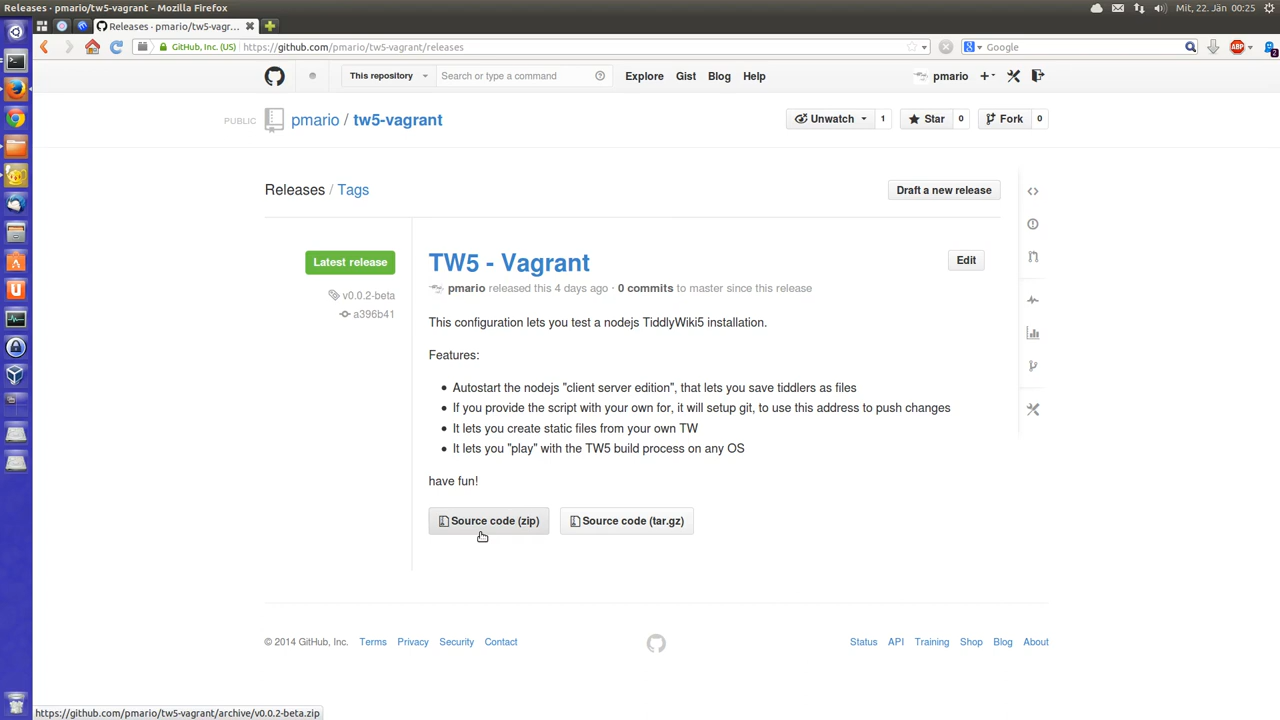 Releases · pmario/tw5-vagrant - Mozilla Firefox
Mit, 22. Jän 00:25
Releases · pmario/tw5-vagr...
GitHub, Inc. (US)
https://github.com/pmario/tw5-vagrant/releases
Google
ABP
2
This repository
Search or type a command
Explore
Gist
Blog
Help
pmario
PUBLIC
pmario / tw5-vagrant
Unwatch
1
Star
0
Fork
0
Releases / Tags
Draft a new release
Latest release
TW5 - Vagrant
Edit
v0.0.2-beta
pmario released this 4 days ago · 0 commits to master since this release
a396b41
This configuration lets you test a nodejs TiddlyWiki5 installation.
Features:
Autostart the nodejs "client server edition", that lets you save tiddlers as files
If you provide the script with your own for, it will setup git, to use this address to push changes
It lets you create static files from your own TW
It lets you "play" with the TW5 build process on any OS
have fun!
Source code (zip)
Source code (tar.gz)
© 2014 GitHub, Inc.
Terms
Privacy
Security
Contact
Status
API
Training
Shop
Blog
About
https://github.com/pmario/tw5-vagrant/archive/v0.0.2-beta.zip